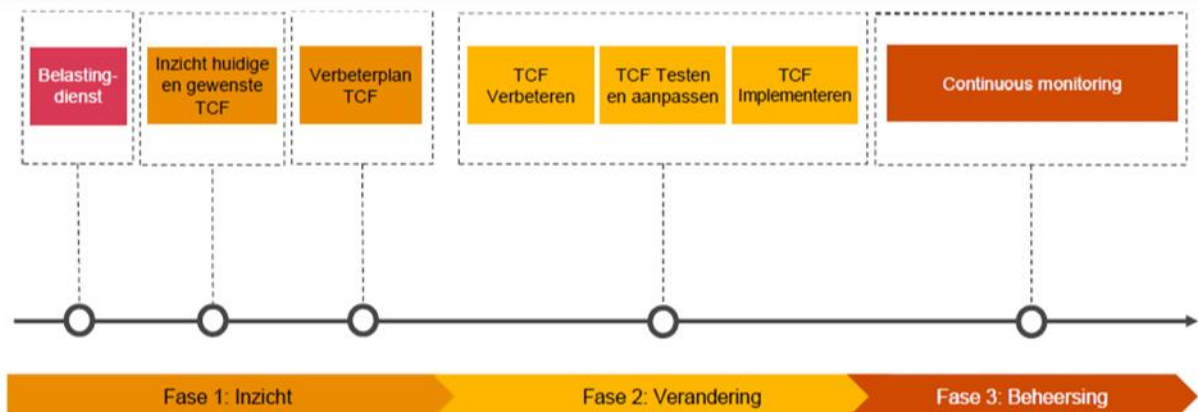 Belasting-
dienst
Inzicht huidige
en gewenste
TCF
Verbeterplan
TCF
TCF
Verbeteren
TCF Testen
en aanpassen
TCF
Implementeren
Continuous monitoring
Fase 1: Inzicht
Fase 2: Verandering
Fase 3: Beheersing